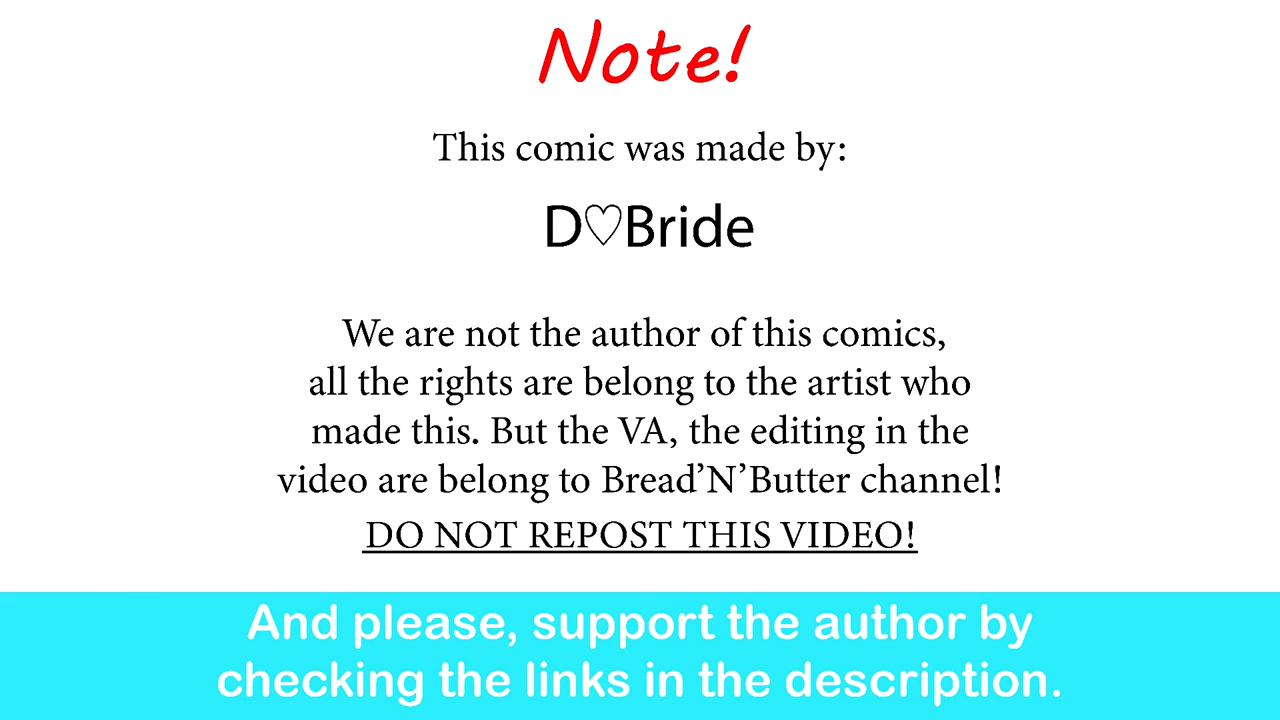 Note!
This comic was made by:
D♡Bride
We are not the author of this comics,
all the rights are belong to the artist who
made this. But the VA, the editing in the
video are belong to Bread’N’Butter channel!
DO NOT REPOST THIS VIDEO!
And please, support the author by
checking the links in the description.